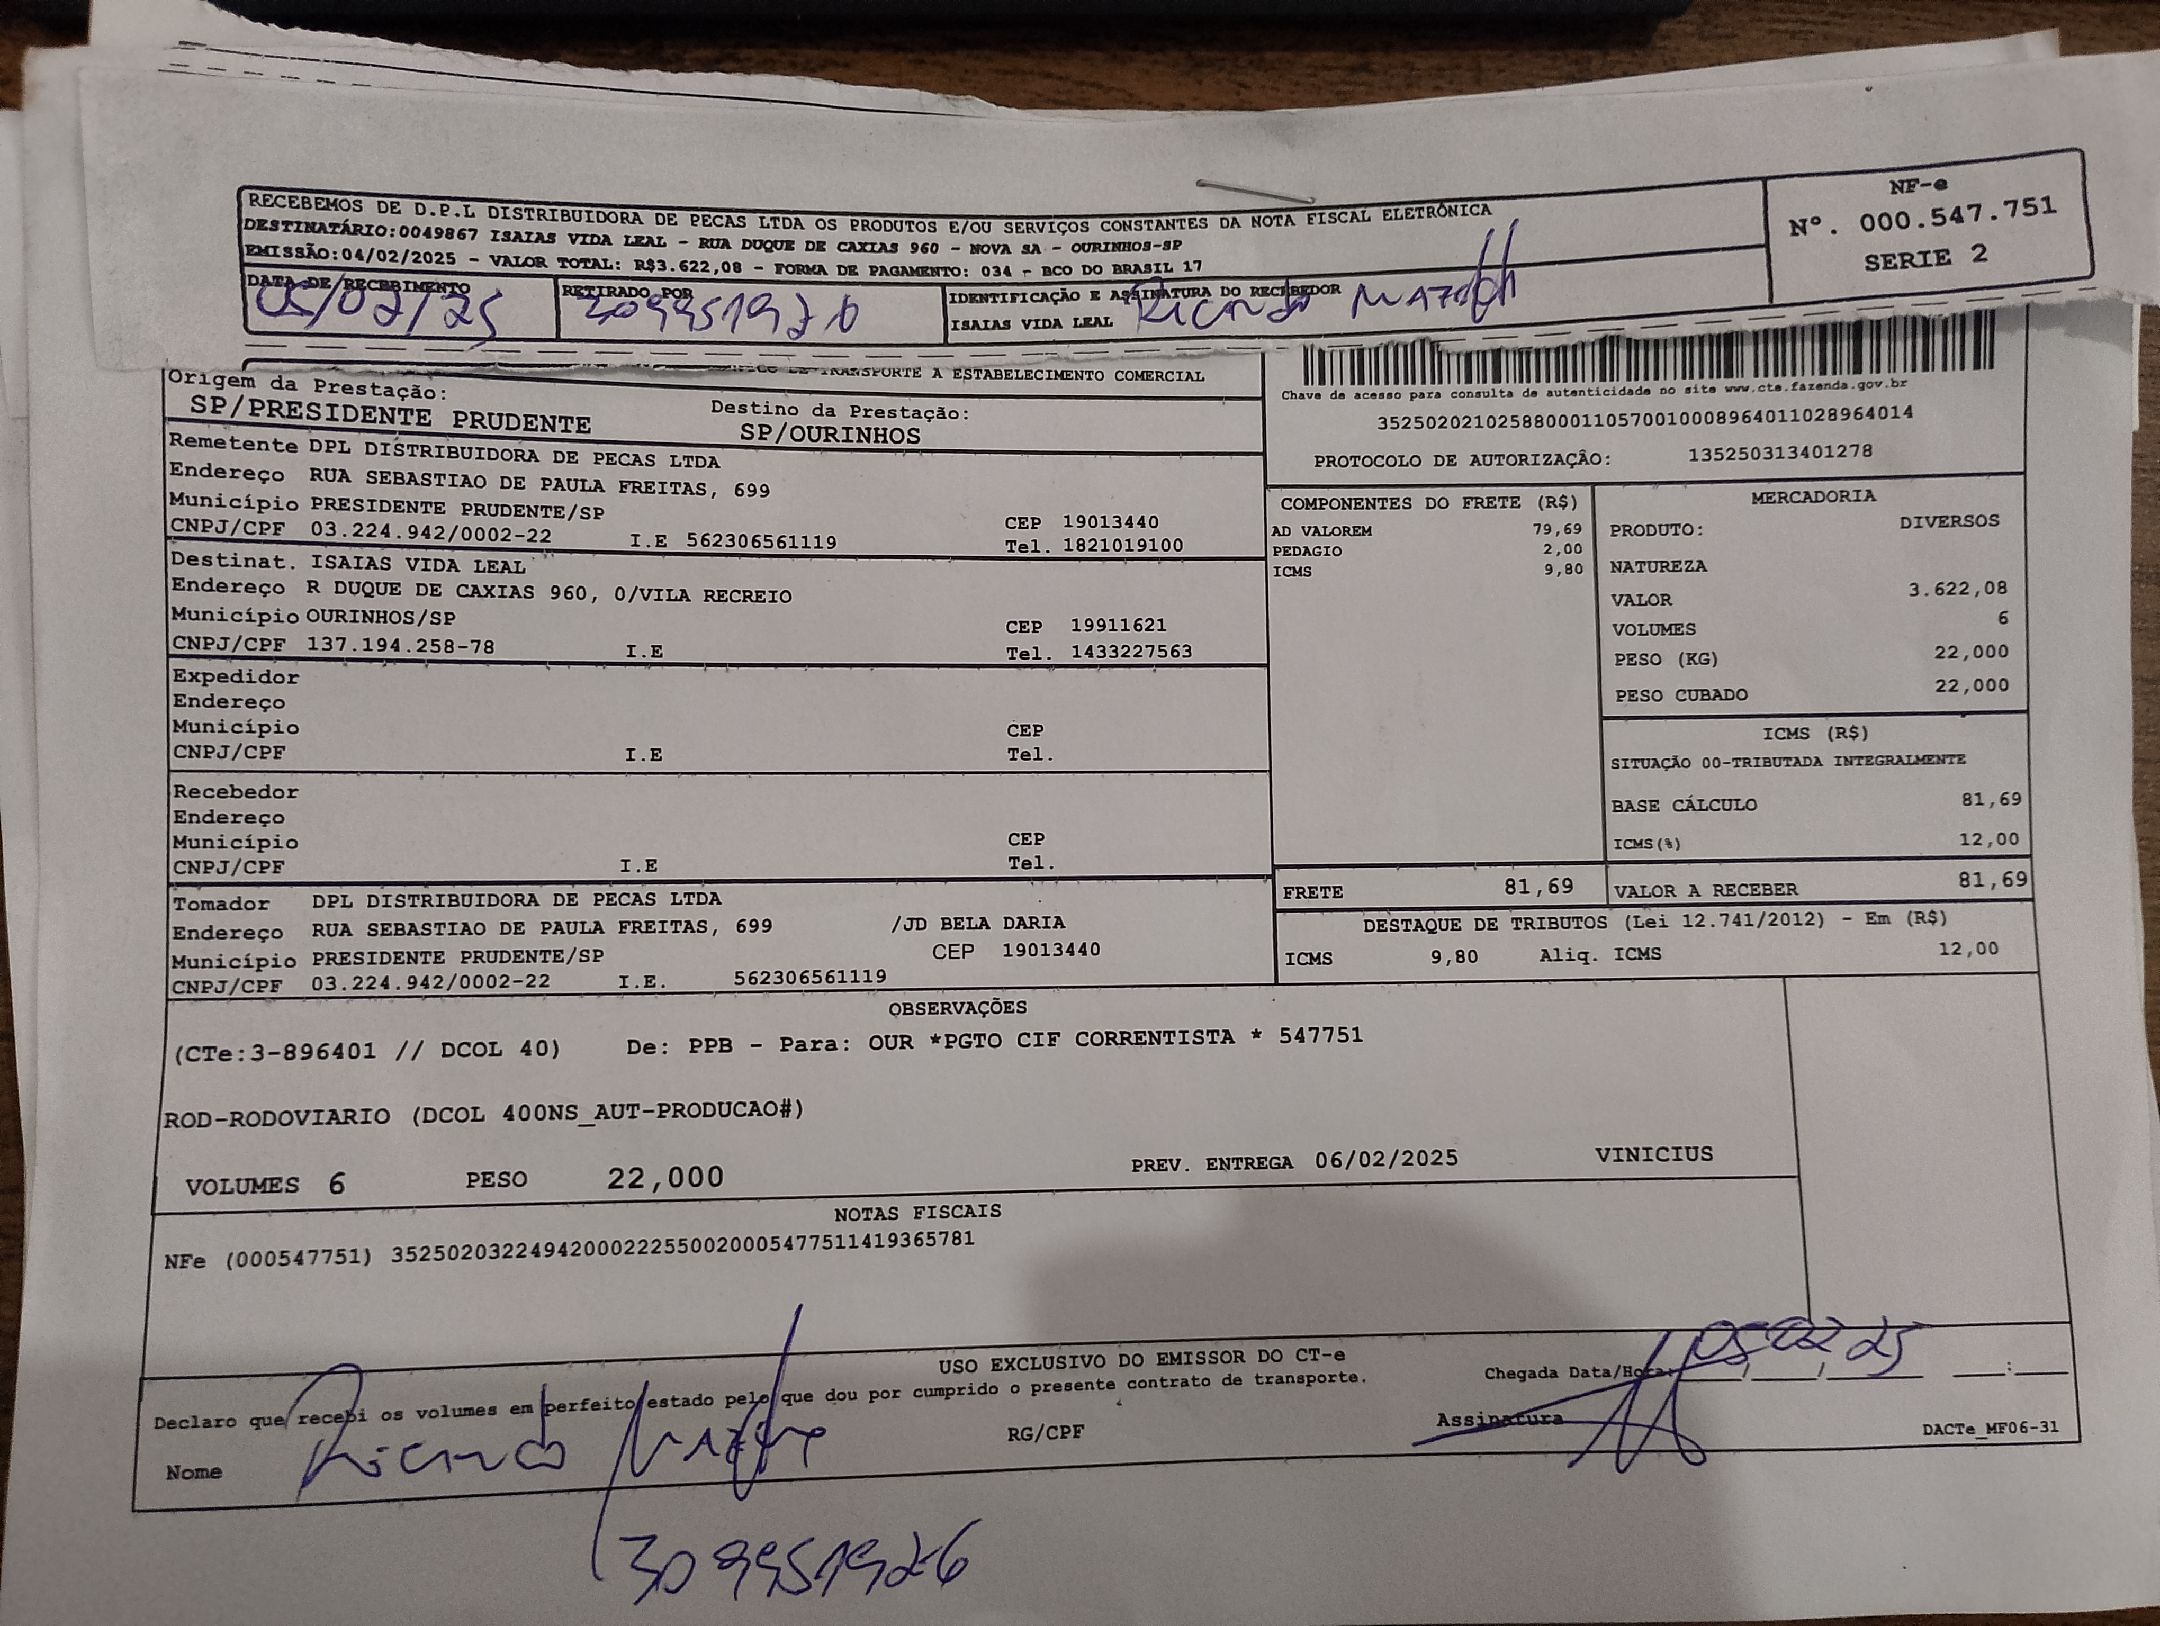 RECEBEMOS DE D.P.L DISTRIBUIDORA DE PECAS LTDA OS PRODUTOS E/OU SERVIÇOS CONSTANTES DA NOTA FISCAL ELETRÔNICA
DESTINATÁRIO:0049867 ISAIAS VIDA LEAL - RUA DUQUE DE CAXIAS 960 - NOVA SA - OURINHOS-SP
EMISSÃO:04/02/2025 - VALOR TOTAL: R$3.622,08 - FORMA DE PAGAMENTO: 034 - BCO DO BRASIL 17
NF-e
Nº. 000.547.751
SERIE 2
DATA DE RECEBIMENTO
05/02/25
RETIRADO POR
IDENTIFICAÇÃO E ASSINATURA DO RECEBEDOR
ISAIAS VIDA LEAL Ricardo
TRANSPORTE A ESTABELECIMENTO COMERCIAL
Origem da Prestação:
SP/PRESIDENTE PRUDENTE
Destino da Prestação:
SP/OURINHOS
Chave de acesso para consulta de autenticidade no site www.cte.fazenda.gov.br
35250202102588000110570010008964011028964014
PROTOCOLO DE AUTORIZAÇÃO: 135250313401278
Remetente DPL DISTRIBUIDORA DE PECAS LTDA
Endereço RUA SEBASTIAO DE PAULA FREITAS, 699
Município PRESIDENTE PRUDENTE/SP CEP 19013440
CNPJ/CPF 03.224.942/0002-22 I.E 562306561119 Tel. 1821019100
Destinat. ISAIAS VIDA LEAL
Endereço R DUQUE DE CAXIAS 960, 0/VILA RECREIO
Município OURINHOS/SP CEP 19911621
CNPJ/CPF 137.194.258-78 I.E Tel. 1433227563
Expedidor
Endereço
Município CEP
CNPJ/CPF I.E Tel.
Recebedor
Endereço
Município CEP
CNPJ/CPF I.E Tel.
Tomador DPL DISTRIBUIDORA DE PECAS LTDA
Endereço RUA SEBASTIAO DE PAULA FREITAS, 699 /JD BELA DARIA
Município PRESIDENTE PRUDENTE/SP CEP 19013440
CNPJ/CPF 03.224.942/0002-22 I.E. 562306561119
COMPONENTES DO FRETE (R$)
AD VALOREM 79,69
PEDAGIO 2,00
ICMS 9,80
MERCADORIA
PRODUTO: DIVERSOS
NATUREZA
VALOR 3.622,08
VOLUMES 6
PESO (KG) 22,000
PESO CUBADO 22,000
ICMS (R$)
SITUAÇÃO 00-TRIBUTADA INTEGRALMENTE
BASE CÁLCULO 81,69
ICMS(%) 12,00
FRETE 81,69
VALOR A RECEBER 81,69
DESTAQUE DE TRIBUTOS (Lei 12.741/2012) - Em (R$)
ICMS 9,80 Aliq. ICMS 12,00
OBSERVAÇÕES
(CTe:3-896401 // DCOL 40) De: PPB - Para: OUR *PGTO CIF CORRENTISTA * 547751
ROD-RODOVIARIO (DCOL 400NS_AUT-PRODUCAO#)
VOLUMES 6 PESO 22,000 PREV. ENTREGA 06/02/2025 VINICIUS
NOTAS FISCAIS
NFe (000547751) 35250203224942000222550020005477511419365781
USO EXCLUSIVO DO EMISSOR DO CT-e
Declaro que recebi os volumes em perfeito estado pelo que dou por cumprido o presente contrato de transporte.
Chegada Data/Hora: 05 02 25 :
Nome Ricardo
RG/CPF
Assinatura
DACTe_MF06-31
309951926